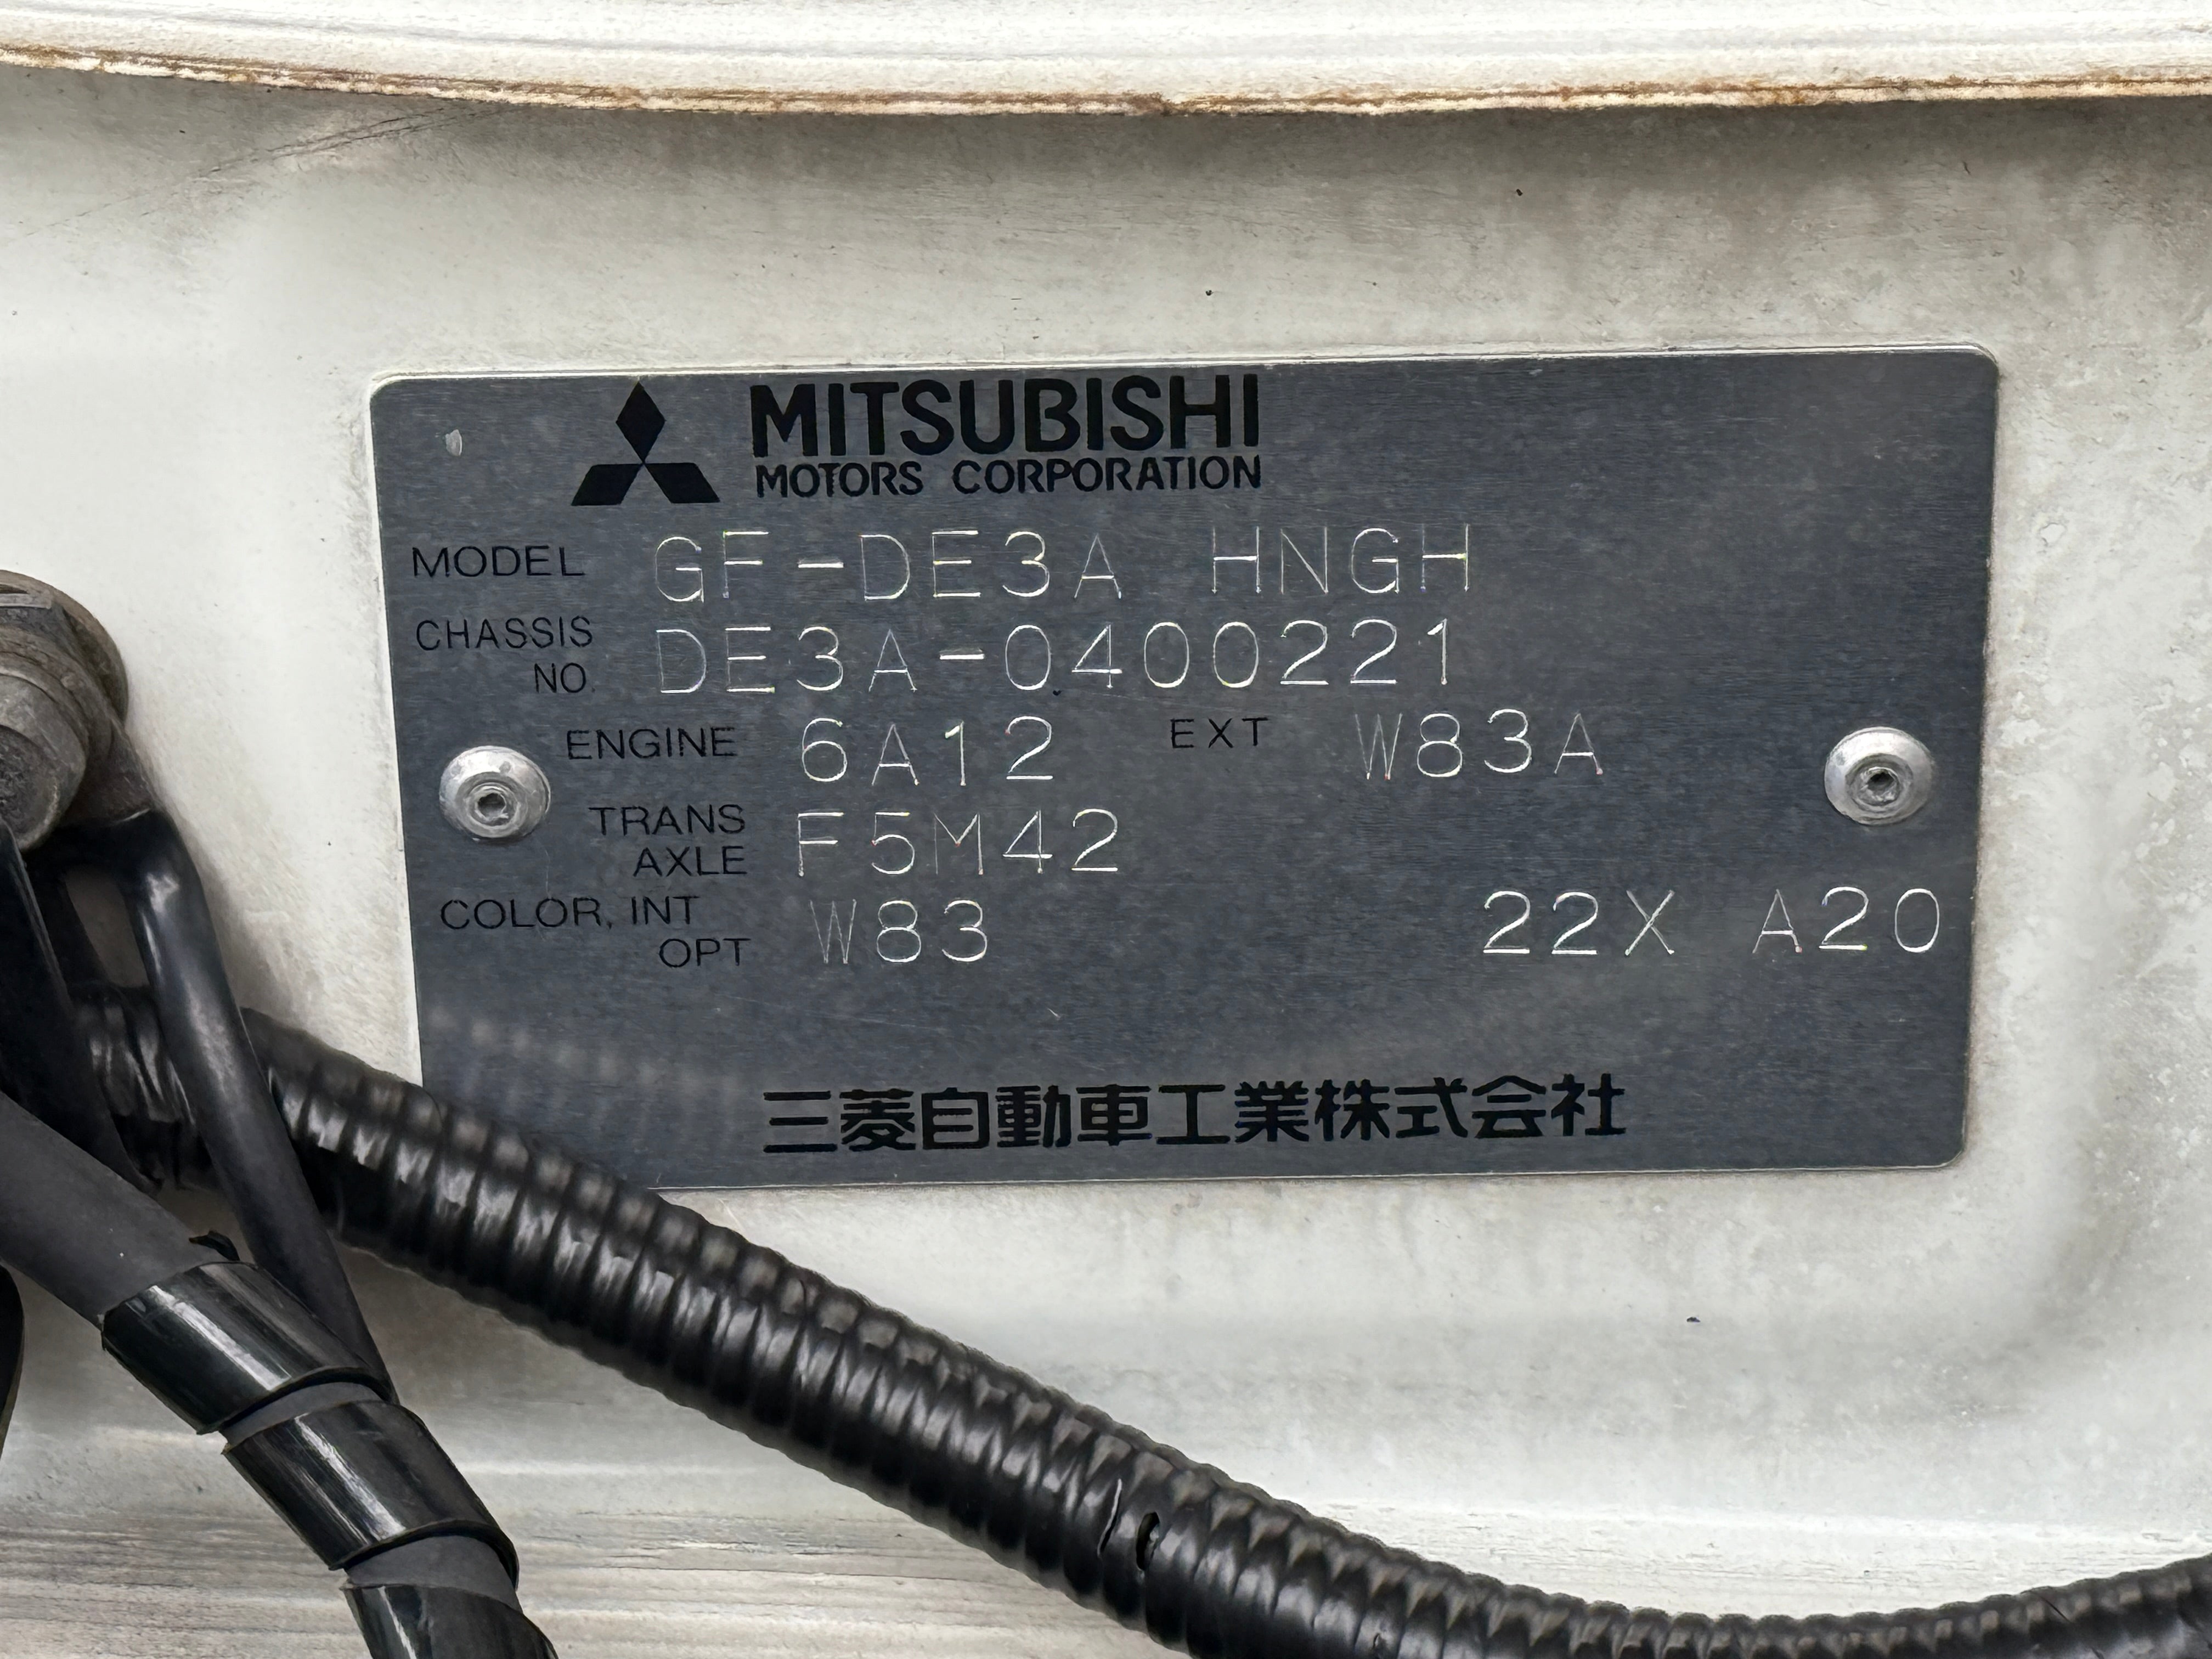 MITSUBISHI
MOTORS CORPORATION
MODEL GF-DE3A HNGH
CHASSIS NO. DE3A-0400221
ENGINE 6A12 EXT W83A
TRANS AXLE F5M42
COLOR, INT OPT W83 22X A20
三菱自動車工業株式会社